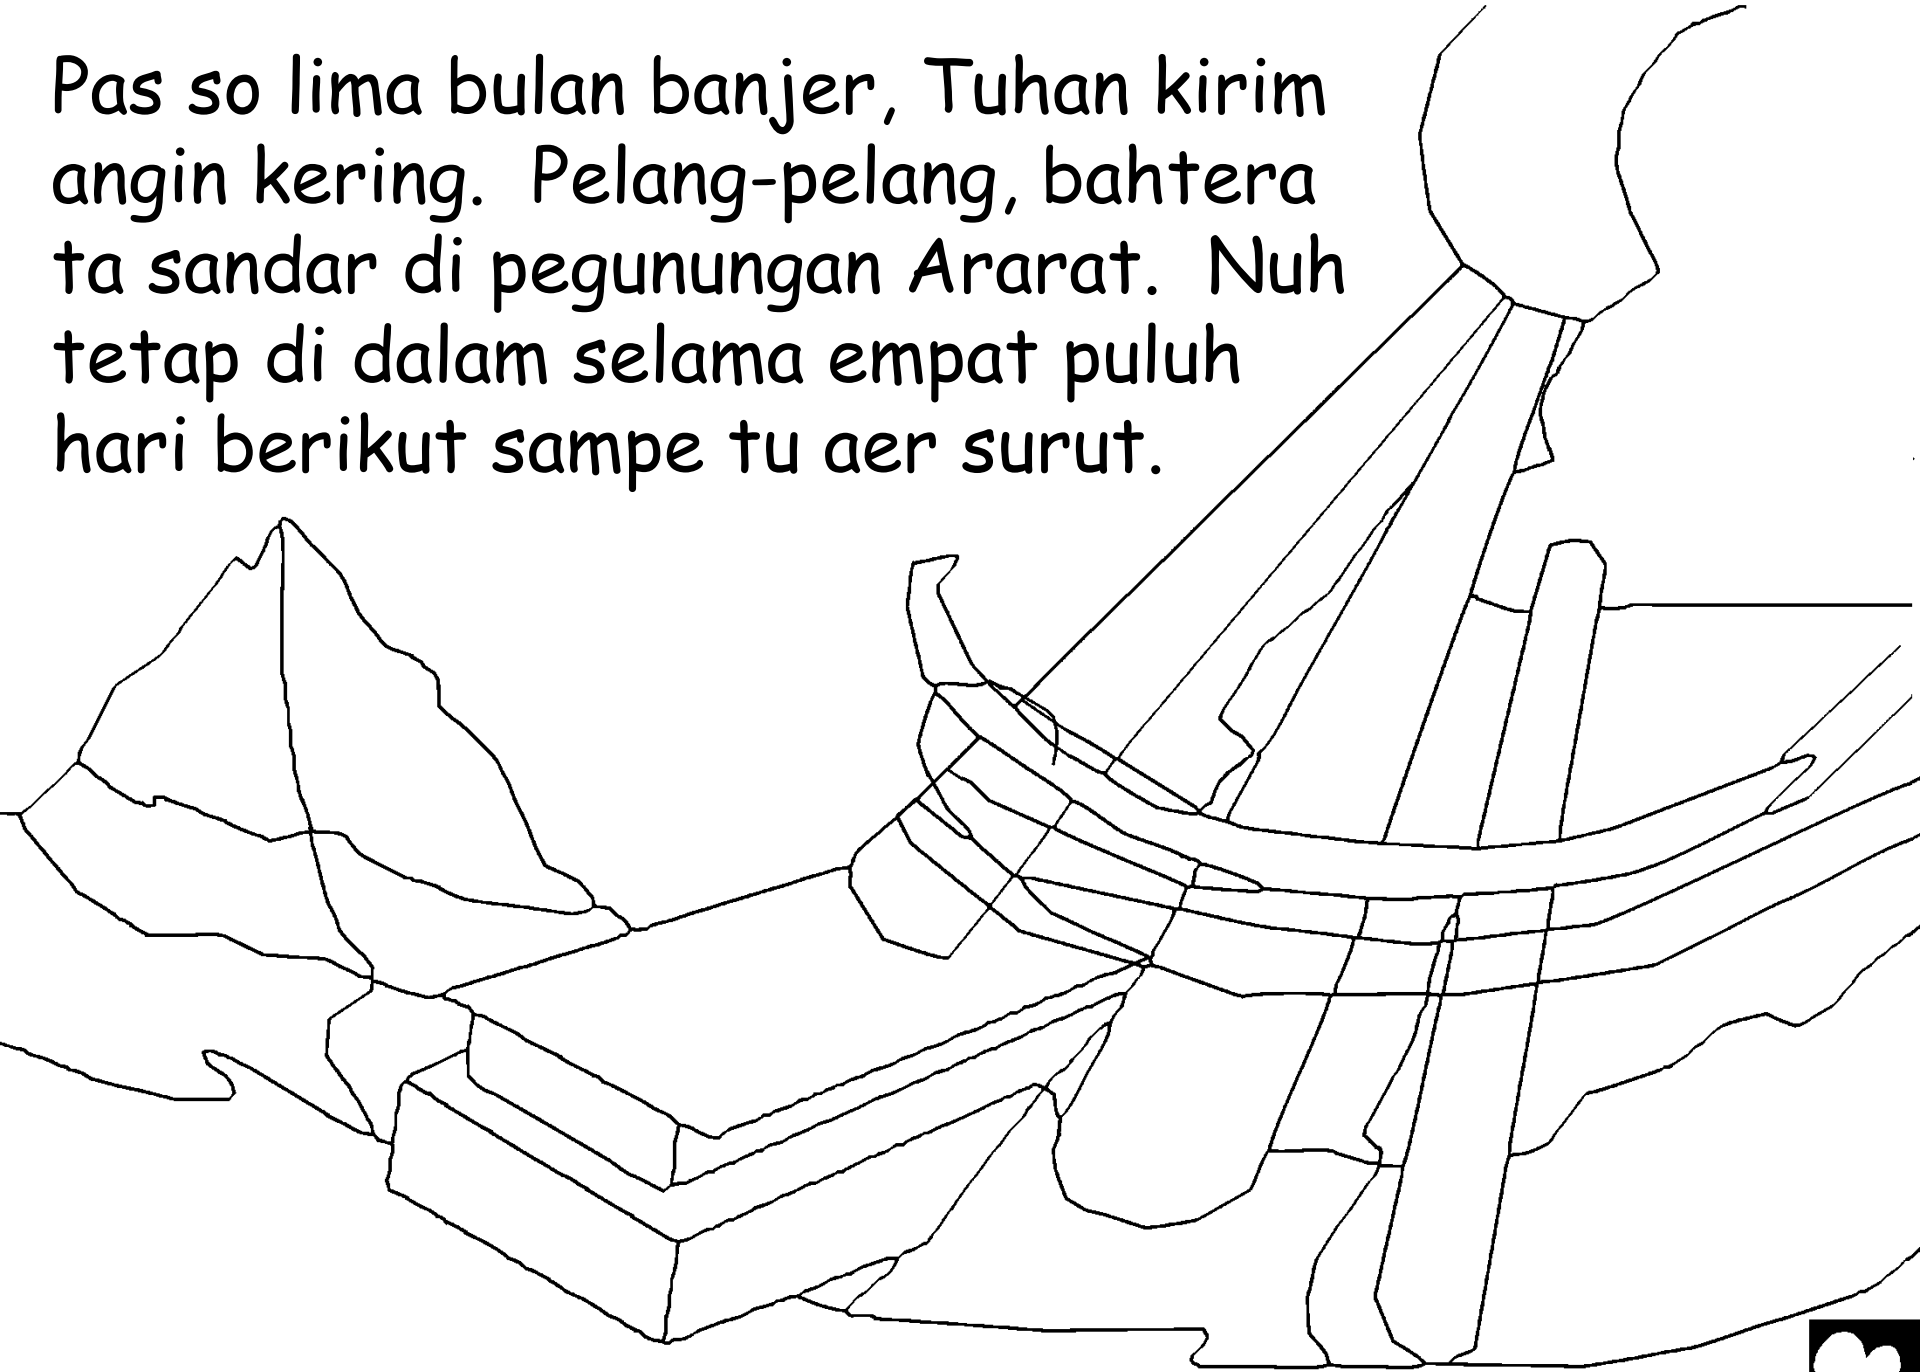 Pas so lima bulan banjer, Tuhan kirim
angin kering.  Pelang-pelang, bahtera
ta sandar di pegunungan Ararat.  Nuh
tetap di dalam selama empat puluh
hari berikut sampe tu aer surut.